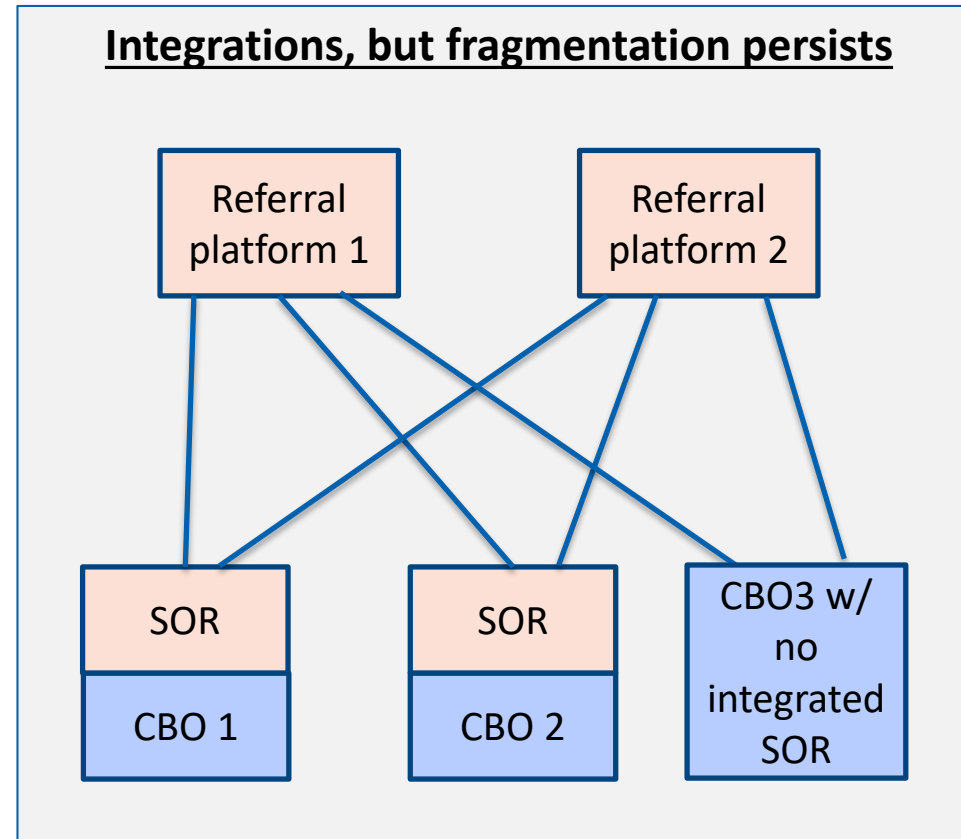 Integrations, but fragmentation persists
Referral
platform 1
Referral
platform 2
SOR
CBO 1
SOR
CBO 2
CBO3 w/
no
integrated
SOR